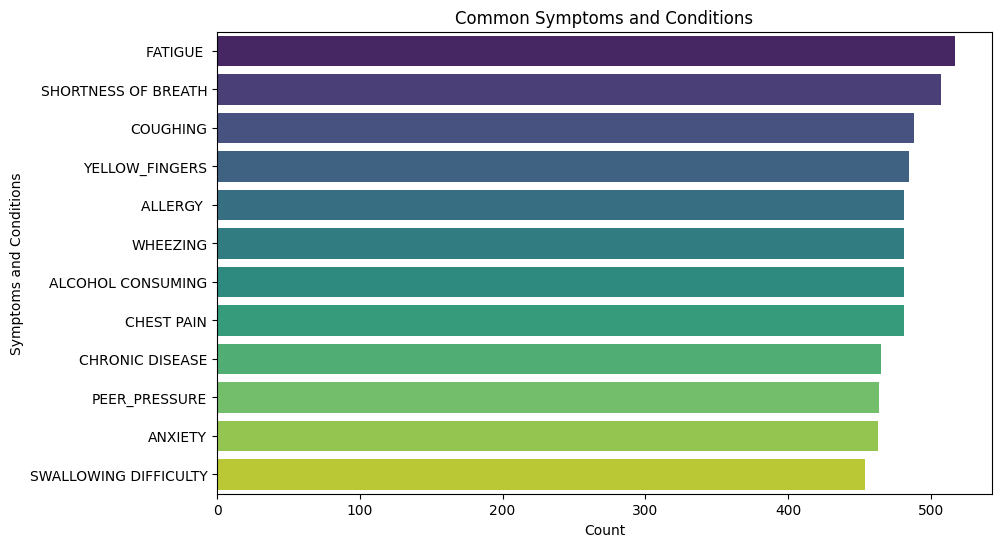 Common Symptoms and Conditions
FATIGUE
SHORTNESS OF BREATH
COUGHING
YELLOW_FINGERS
ALLERGY
WHEEZING
ALCOHOL CONSUMING
CHEST PAIN
CHRONIC DISEASE
PEER_PRESSURE
ANXIETY
SWALLOWING DIFFICULTY
Symptoms and Conditions
0 100 200 300 400 500
Count